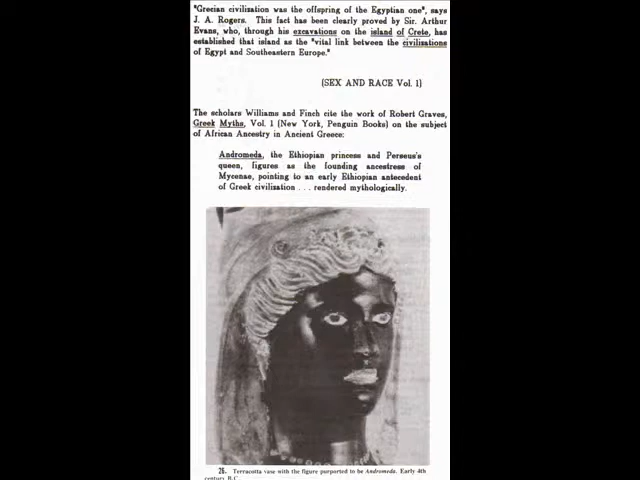 "Grecian civilization was the offspring of the Egyptian one", says
J. A. Rogers. This fact has been clearly proved by Sir. Arthur
Evans, who, through his excavations on the island of Crete, has
established that island as the "vital link between the civilizations
of Egypt and Southeastern Europe."
(SEX AND RACE Vol. 1)
The scholars Williams and Finch cite the work of Robert Graves,
Greek Myths, Vol. 1 (New York, Penguin Books) on the subject
of African Ancestry in Ancient Greece:
Andromeda, the Ethiopian princess and Perseus's
queen, figures as the founding ancestress of
Mycenae, pointing to an early Ethiopian antecedent
of Greek civilization . . . rendered mythologically.
26. Terracotta vase with the figure purported to be Andromeda. Early 4th
century B.C.